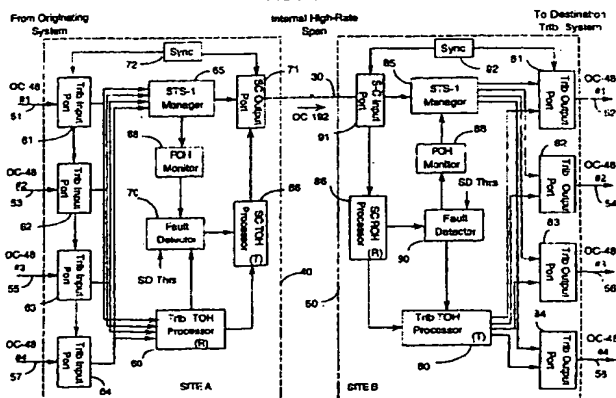 From Originating System
Internal High-Rate Span
To Destination Trib System
Sync
72
OC-48
#1
51
Trib Input Port
61
OC-48
#2
53
Trib Input Port
62
OC-48
#3
55
Trib Input Port
63
OC-48
#4
57
Trib Input Port
64
65
STS-1 Manager
71
SC Output Port
68
POH Monitor
70
Fault Detector
SD Thrs
66
SC TOH Processor
Trib TOH Processor
(R)
60
SITE A
40
30
OC 192
Sync
92
S-C Input Port
91
85
STS-1 Manager
88
POH Monitor
SD Thrs
86
(R)
Fault Detector
90
Trib TOH Processor
(T)
80
50
SITE B
81
Trib Output Port
OC-48
#1
52
82
Trib Output Port
OC-48
#2
54
83
Trib Output Port
OC-48
#3
56
84
Trib Output Port
OC-48
#4
58